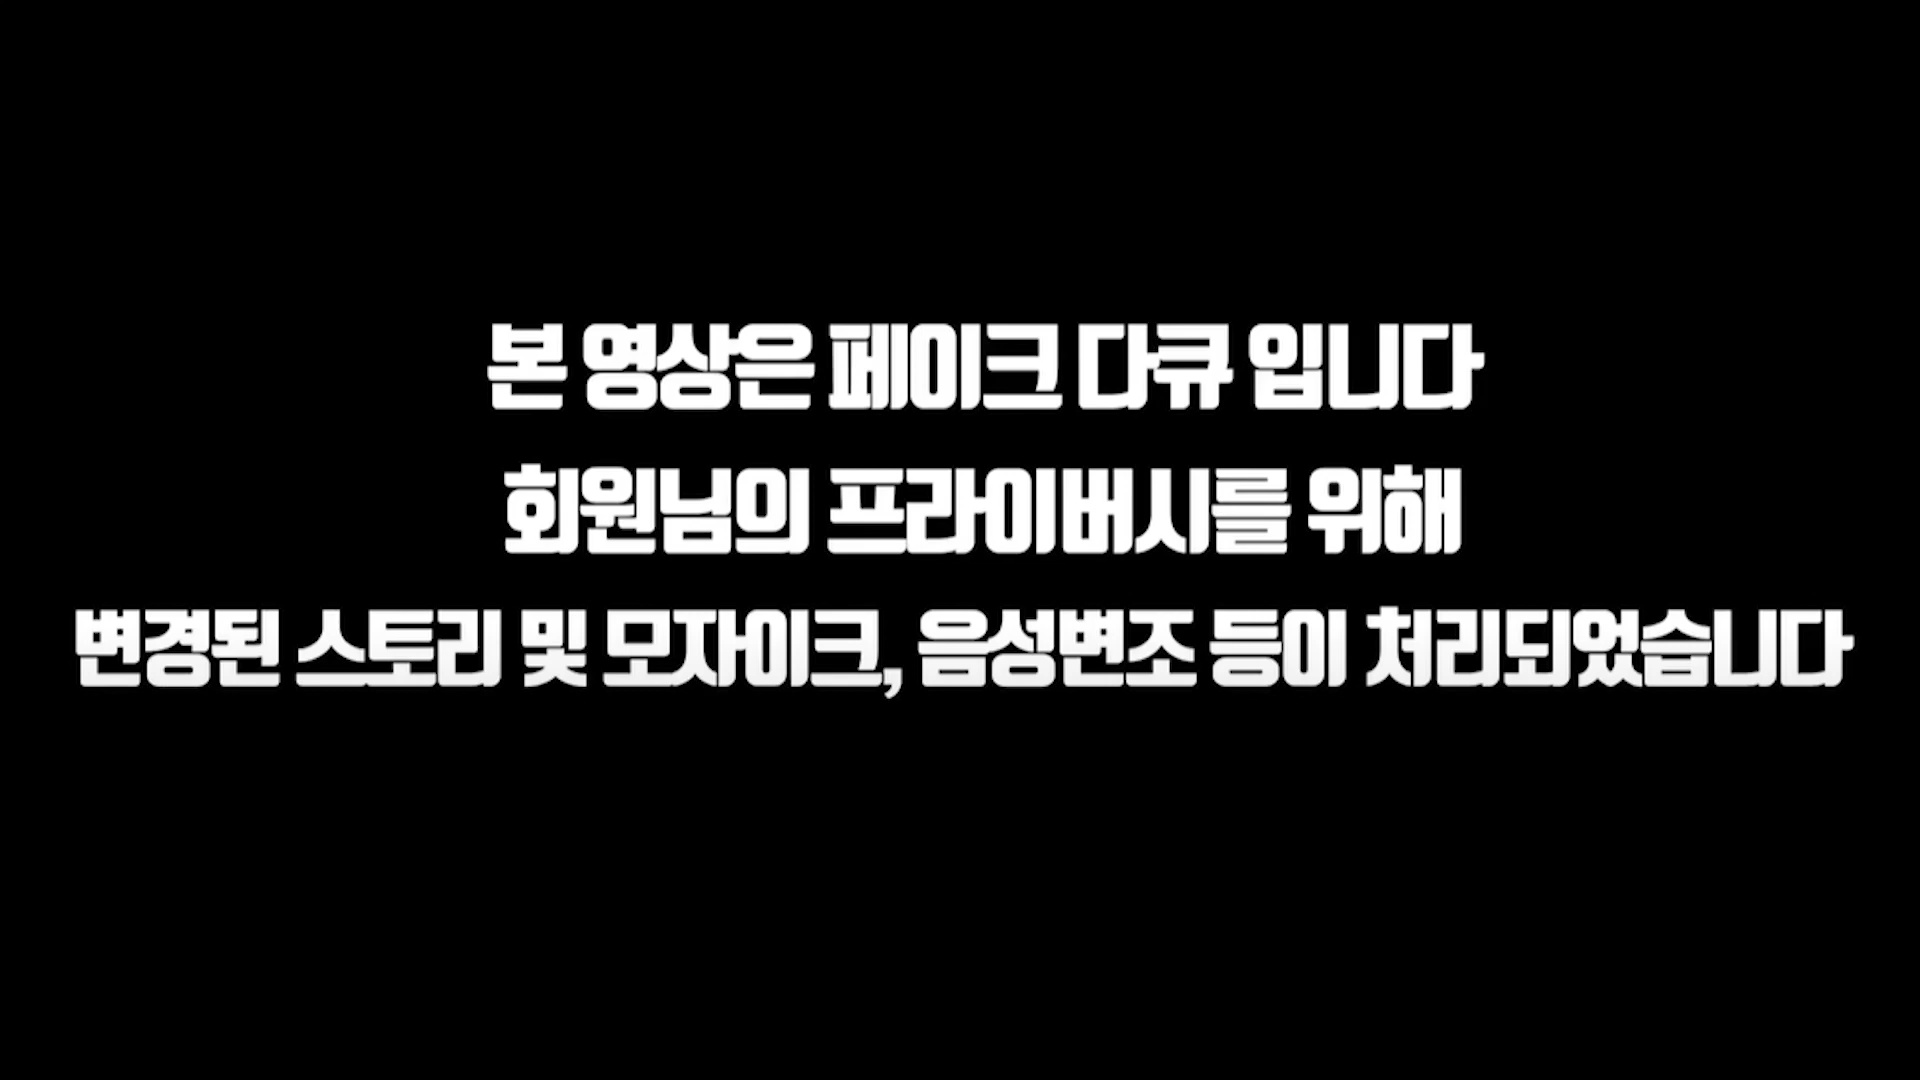 본 영상은 페이크 다큐 입니다
회원님의 프라이버시를 위해
변경된 스토리 및 모자이크, 음성변조 등이 처리되었습니다